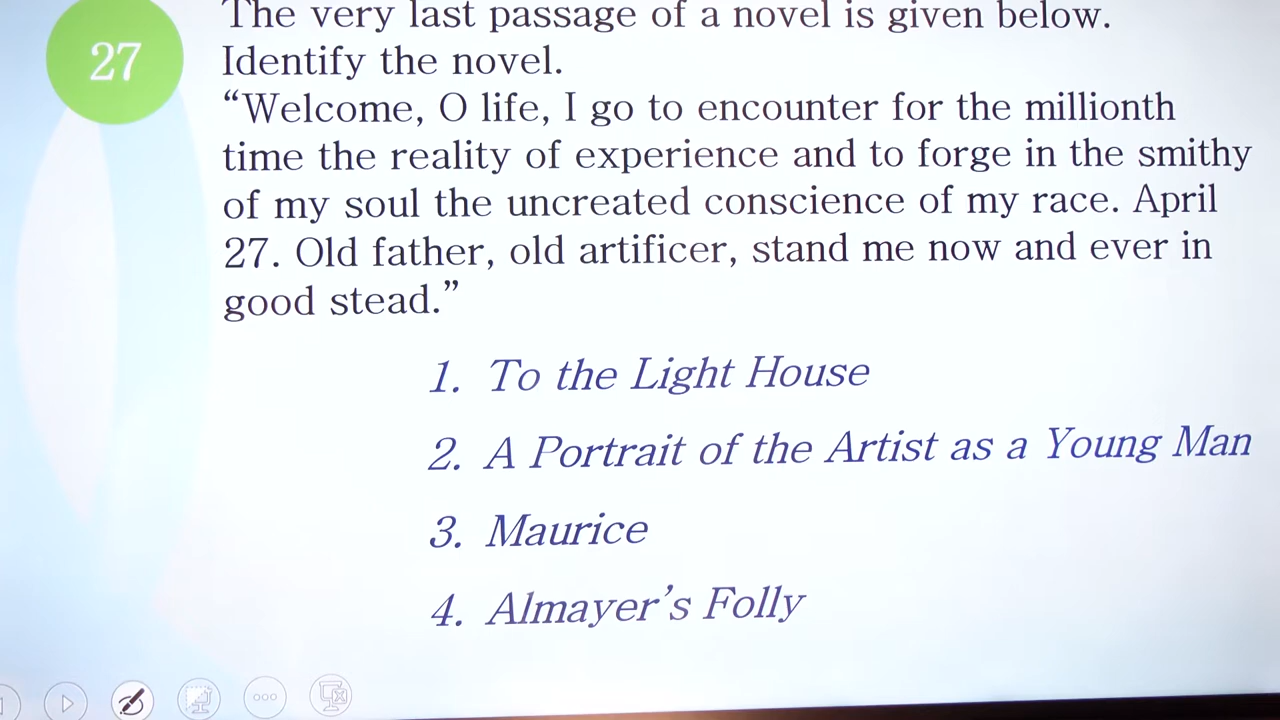 27
The very last passage of a novel is given below.
Identify the novel.
“Welcome, O life, I go to encounter for the millionth
time the reality of experience and to forge in the smithy
of my soul the uncreated conscience of my race. April
27. Old father, old artificer, stand me now and ever in
good stead.”
1. To the Light House
2. A Portrait of the Artist as a Young Man
3. Maurice
4. Almayer’s Folly